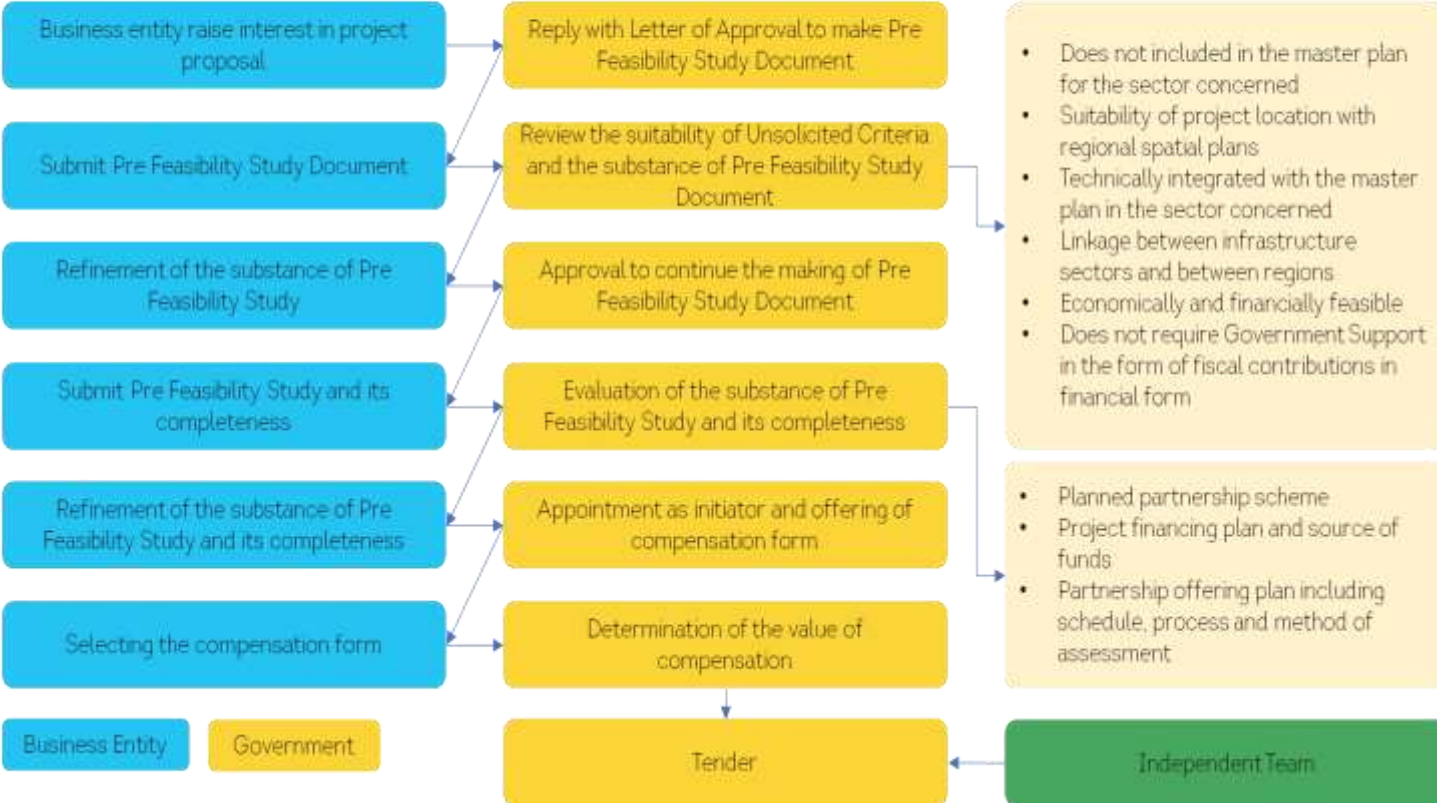 Business entity raise interest in project
proposal
Reply with Letter of Approval to make Pre
Feasibility Study Document
Submit Pre Feasibility Study Document
Review the suitability of Unsolicited Criteria
and the substance of Pre Feasibility Study
Document
Refinement of the substance of Pre
Feasibility Study
Approval to continue the making of Pre
Feasibility Study Document
Submit Pre Feasibility Study and its
completeness
Evaluation of the substance of Pre
Feasibility Study and its completeness
Refinement of the substance of Pre
Feasibility Study and its completeness
Appointment as initiator and offering of
compensation form
Selecting the compensation form
Determination of the value of
compensation
• Does not included in the master plan
for the sector concerned
• Suitability of project location with
regional spatial plans
• Technically integrated with the master
plan in the sector concerned
• Linkage between infrastructure
sectors and between regions
• Economically and financially feasible
• Does not require Government Support
in the form of fiscal contributions in
financial form
• Planned partnership scheme
• Project financing plan and source of
funds
• Partnership offering plan including
schedule, process and method of
assessment
Business Entity
Government
Tender
Independent Team